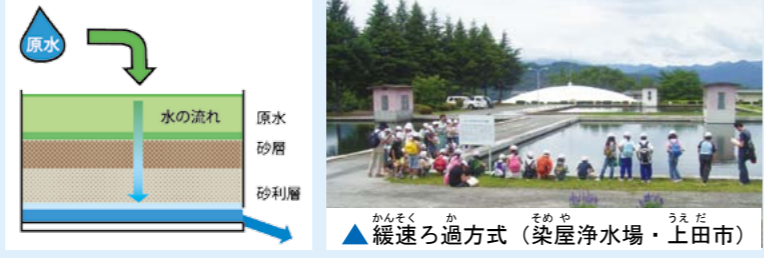 原水
水の流れ
原水
砂層
砂利層
かんそく か そめ や うえ だ
▲緩速ろ過方式（染屋浄水場・上田市）